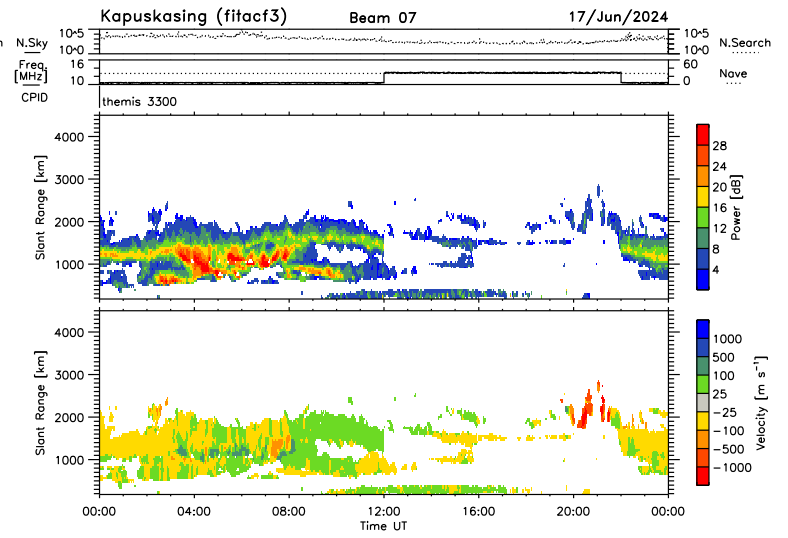 Kapuskasing (fitacf3) Beam 07 17/Jun/2024
N.Sky 10^5 10^5 N.Search
10^0 10^0
Freq. 16 60
[MHz] 10 0 Nave
CPID themis 3300
Slant Range [km]
4000
3000
2000
1000
28
24
20
16
12
8
4
Power [dB]
Slant Range [km]
4000
3000
2000
1000
1000
500
100
25
-25
-100
-500
-1000
Velocity [m s⁻¹]
00:00 04:00 08:00 12:00 16:00 20:00 00:00
Time UT